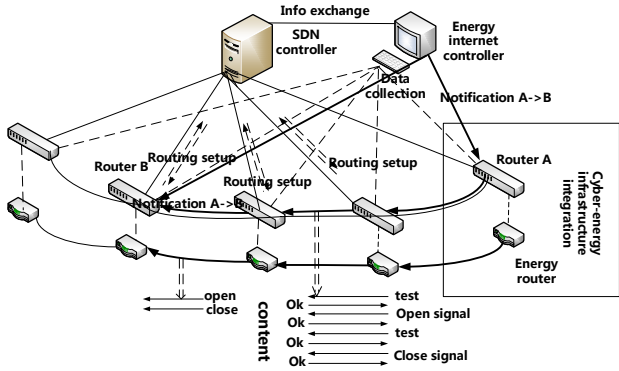 Info exchange
SDN
controller
Energy
internet
controller
Data
collection
Notification A->B
Router B
Routing setup
Routing setup
Routing setup
Router A
Notification A->B
Cyber-energy
infrastructure
integration
Energy
router
open
close
content
test
Ok
Open signal
Ok
test
Ok
Close signal
Ok